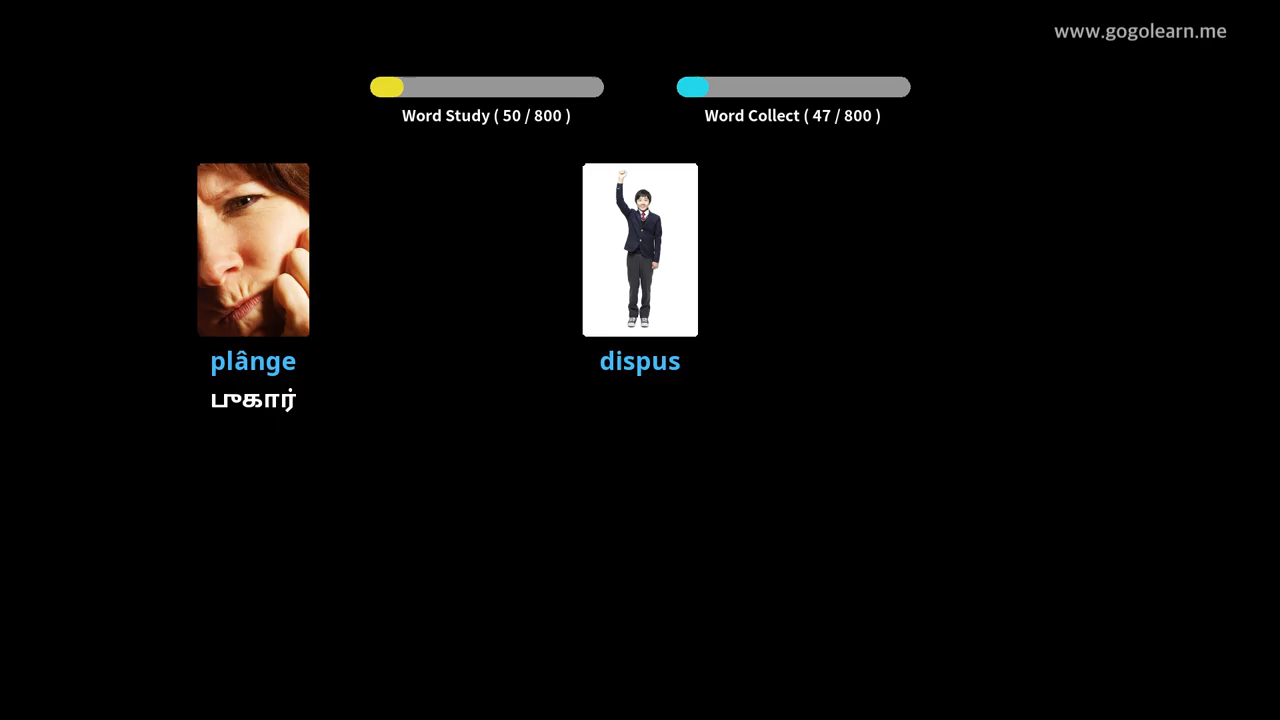 www.gogolearn.me
Word Study ( 50 / 800 )
Word Collect ( 47 / 800 )
plânge
dispus
புகார்